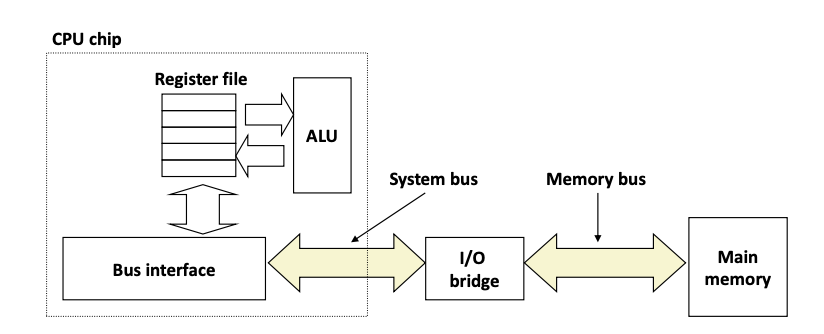 CPU chip
Register file
ALU
System bus
Memory bus
Bus interface
I/O
bridge
Main
memory